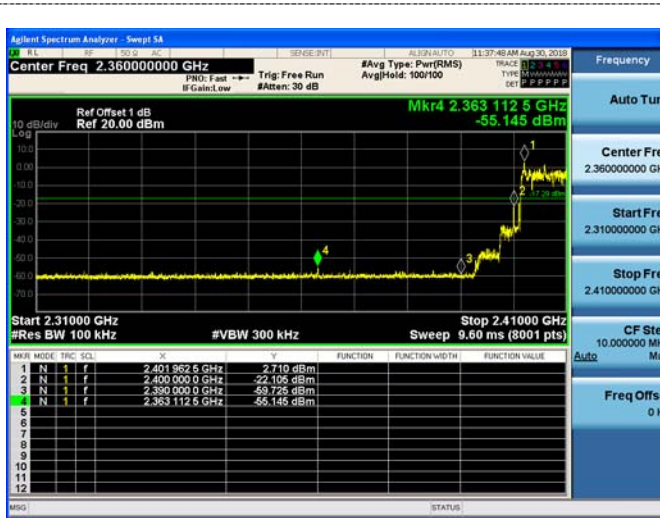 Agilent Spectrum Analyzer - Swept SA
RL RF 50 Ω AC SENSE:INT ALIGN AUTO 11:37:48 AM Aug 30, 2018
Center Freq 2.360000000 GHz
PNO: Fast
IFGain:Low
Trig: Free Run
#Atten: 30 dB
#Avg Type: Pwr(RMS)
Avg|Hold: 100/100
TRACE 1 2 3 4 5 6
TYPE M
DET P P P P P P
Frequency
Mkr4 2.363 112 5 GHz
-55.145 dBm
Ref Offset 1 dB
Ref 20.00 dBm
10 dB/div
Log
10.0
0.00
-10.0
-20.0
-30.0
-40.0
-50.0
-60.0
-70.0
1
2
3
4
-17.29 dBm
Start 2.31000 GHz
Stop 2.41000 GHz
#Res BW 100 kHz
#VBW 300 kHz
Sweep 9.60 ms (8001 pts)
MKR MODE TRC SCL X Y FUNCTION FUNCTION WIDTH FUNCTION VALUE
1 N 1 f 2.401 962 5 GHz 2.710 dBm
2 N 1 f 2.400 000 0 GHz -22.105 dBm
3 N 1 f 2.390 000 0 GHz -59.725 dBm
4 N 1 f 2.363 112 5 GHz -55.145 dBm
5
6
7
8
9
10
11
12
MSG STATUS
Auto Tun
Center Fre
2.360000000 GH
Start Fre
2.310000000 GH
Stop Fre
2.410000000 GH
CF Ste
10.000000 MH
Auto Ma
Freq Offse
0 H